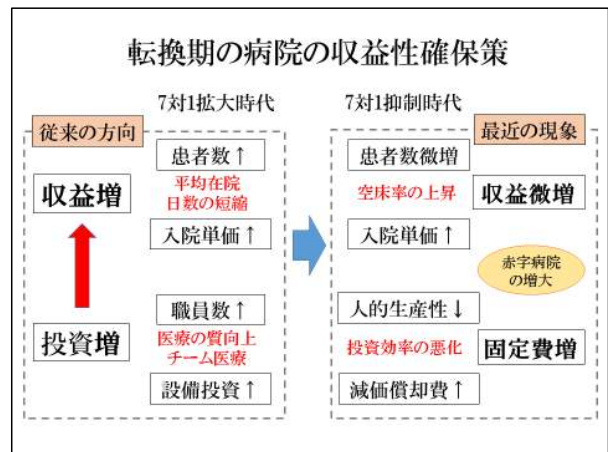 転換期の病院の収益性確保策
7対1拡大時代
従来の方向
患者数↑
平均在院
日数の短縮
収益増
入院単価↑
職員数↑
医療の質向上
チーム医療
投資増
設備投資↑
7対1抑制時代
最近の現象
患者数微増
空床率の上昇
収益微増
入院単価↑
赤字病院
の増大
人的生産性↓
投資効率の悪化
固定費増
減価償却費↑